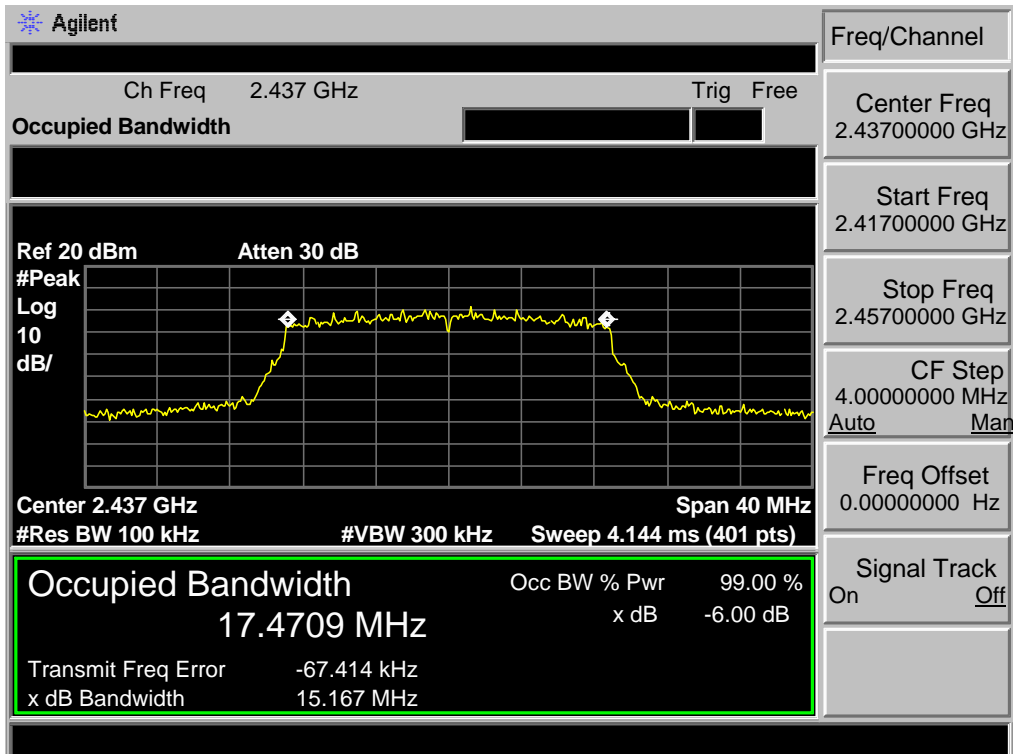 Agilent
Freq/Channel
Ch Freq 2.437 GHz Trig Free
Occupied Bandwidth
Center Freq
2.43700000 GHz
Start Freq
2.41700000 GHz
Ref 20 dBm Atten 30 dB
#Peak
Log
10
dB/
Stop Freq
2.45700000 GHz
CF Step
4.00000000 MHz
Auto Man
Freq Offset
0.00000000 Hz
Center 2.437 GHz Span 40 MHz
#Res BW 100 kHz #VBW 300 kHz Sweep 4.144 ms (401 pts)
Signal Track
On Off
Occupied Bandwidth Occ BW % Pwr 99.00 %
17.4709 MHz x dB -6.00 dB
Transmit Freq Error -67.414 kHz
x dB Bandwidth 15.167 MHz